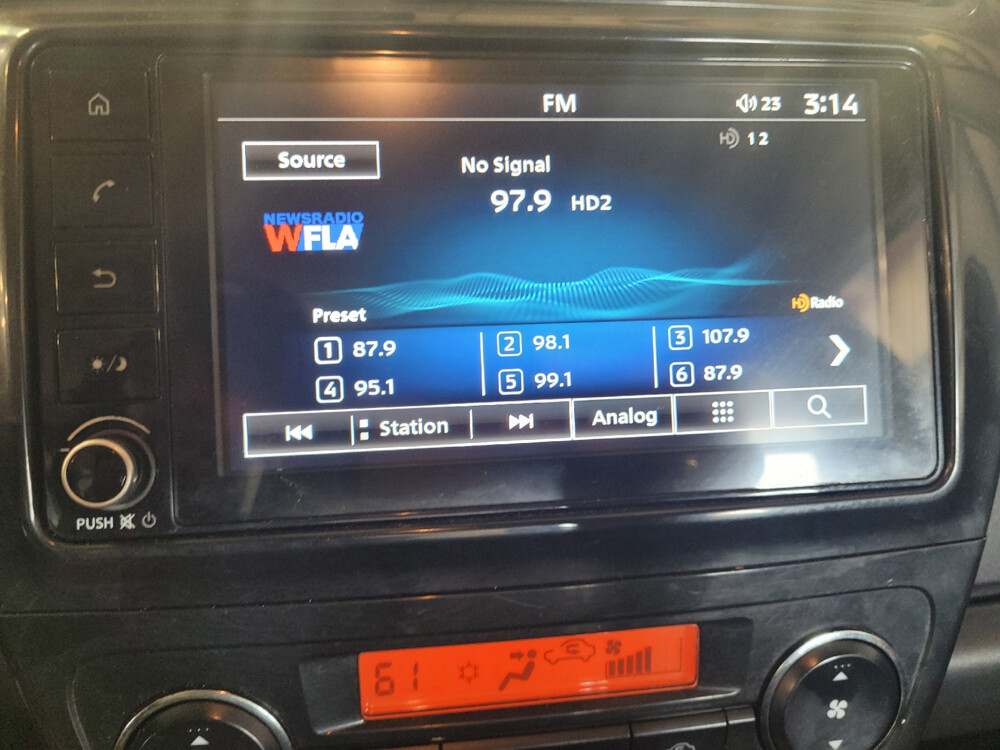 FM
23 3:14
HD 1 2
Source
No Signal
97.9 HD2
NEWSRADIO
WFLA
HD Radio
Preset
1 87.9
2 98.1
3 107.9
4 95.1
5 99.1
6 87.9
Station
Analog
PUSH
61